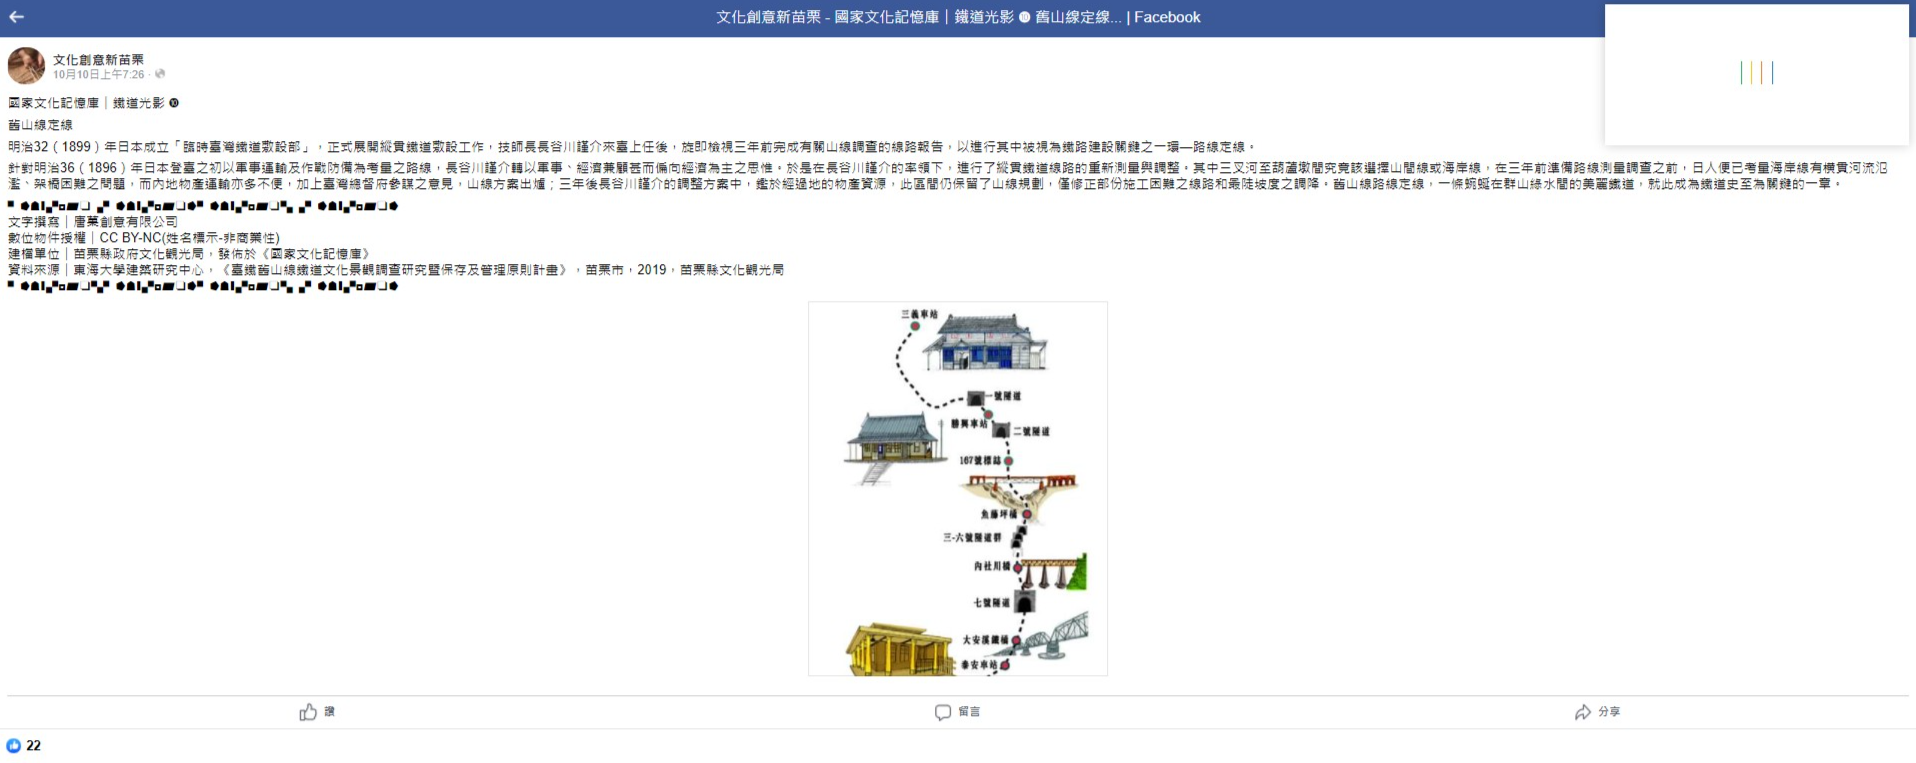 文化創意新苗栗 - 國家文化記憶庫｜鐵道光影 ❿ 舊山線定線... | Facebook
文化創意新苗栗
10月10日上午7:26 ·
國家文化記憶庫｜鐵道光影 ❿
舊山線定線
明治32（1899）年日本成立「臨時臺灣鐵道敷設部」，正式展開縱貫鐵道敷設工作，技師長長谷川謹介來臺上任後，旋即檢視三年前完成有關山線調查的線路報告，以進行其中被視為鐵路建設關鍵之一環—路線定線。
針對明治36（1896）年日本登臺之初以軍事運輸及作戰防備為考量之路線，長谷川謹介轉以軍事、經濟兼顧甚而偏向經濟為主之思惟。於是在長谷川謹介的率領下，進行了縱貫鐵道線路的重新測量與調整。其中三叉河至葫蘆墩間究竟該選擇山間線或海岸線，在三年前準備路線測量調查之前，日人便已考量海岸線有橫貫河流氾
濫、架橋困難之問題，而內地物產運輸亦多不便，加上臺灣總督府參謀之意見，山線方案出爐；三年後長谷川謹介的調整方案中，鑑於經過地的物產資源，此區間仍保留了山線規劃，僅修正部份施工困難之線路和最陡坡度之調降。舊山線路線定線，一條蜿蜒在群山綠水間的美麗鐵道，就此成為鐵道史至為關鍵的一章。
文字撰寫｜唐菓創意有限公司
數位物件授權｜CC BY-NC(姓名標示-非商業性)
建檔單位｜苗栗縣政府文化觀光局，發佈於《國家文化記憶庫》
資料來源｜東海大學建築研究中心，《臺鐵舊山線鐵道文化景觀調查研究暨保存及管理原則計畫》，苗栗市，2019，苗栗縣文化觀光局
三義車站
一號隧道
勝興車站
二號隧道
167號標誌
魚藤坪橋
三-六號隧道群
內社川橋
七號隧道
大安溪鐵橋
泰安車站
讚
留言
分享
22